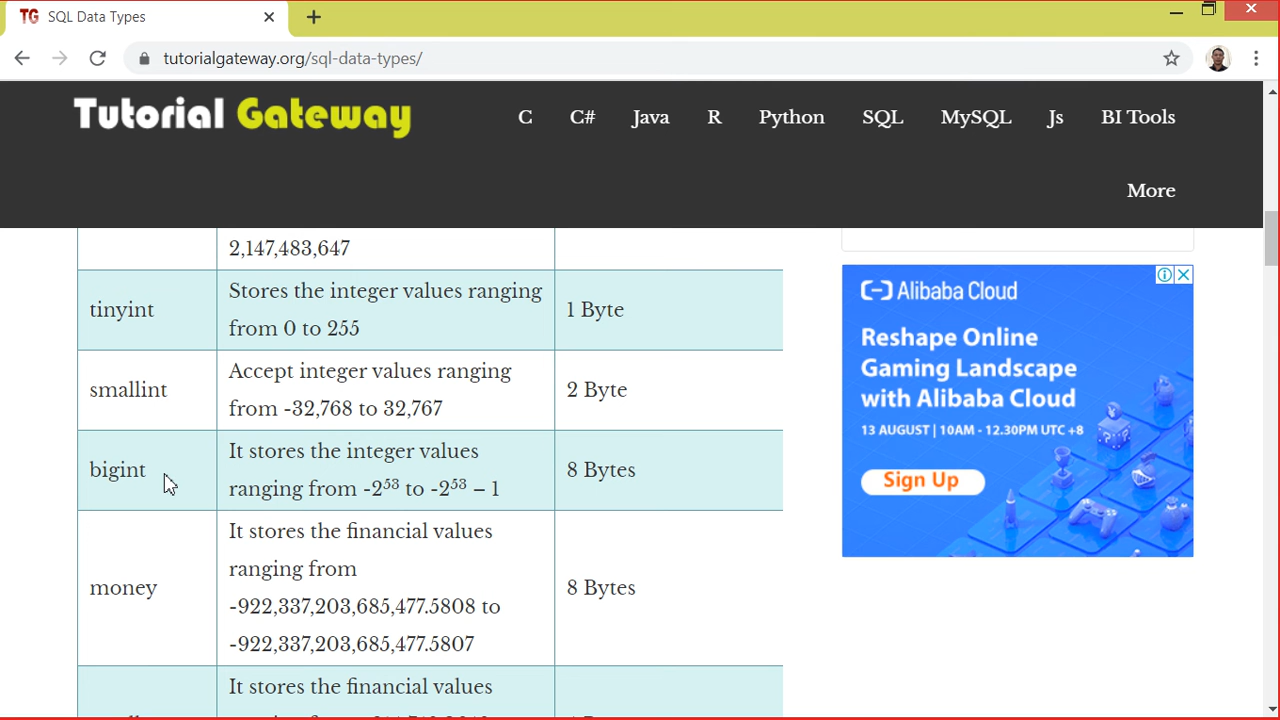 TG SQL Data Types
tutorialgateway.org/sql-data-types/
Tutorial Gateway
C C# Java R Python SQL MySQL Js BI Tools
More
2,147,483,647
tinyint
Stores the integer values ranging
from 0 to 255
1 Byte
smallint
Accept integer values ranging
from -32,768 to 32,767
2 Byte
bigint
It stores the integer values
ranging from -2⁵³ to -2⁵³ – 1
8 Bytes
money
It stores the financial values
ranging from
-922,337,203,685,477.5808 to
-922,337,203,685,477.5807
8 Bytes
It stores the financial values
Alibaba Cloud
Reshape Online
Gaming Landscape
with Alibaba Cloud
13 AUGUST | 10AM - 12.30PM UTC +8
Sign Up